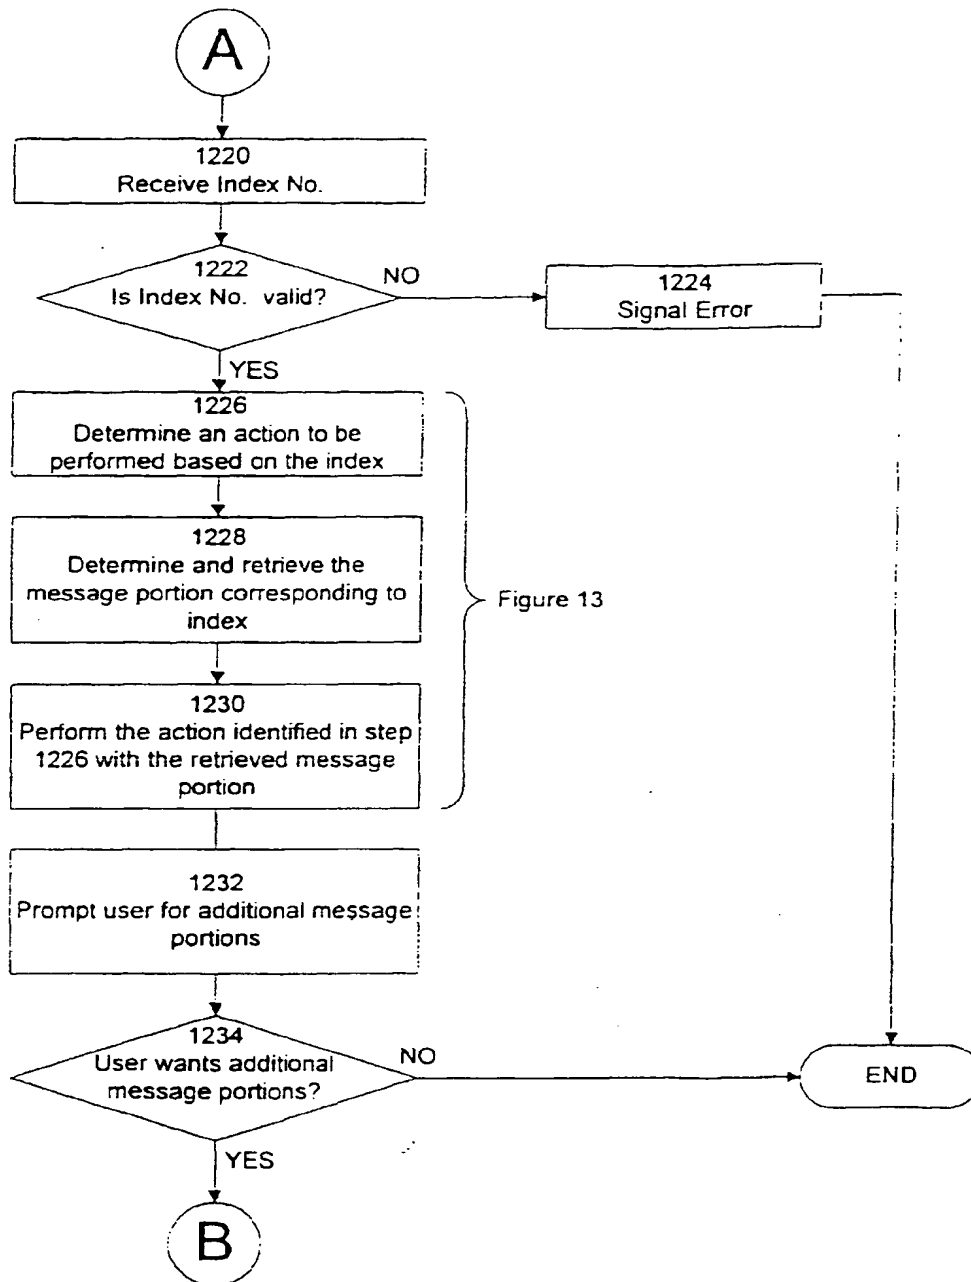 A
1220
Receive Index No.
1222
Is Index No. valid?
NO
1224
Signal Error
YES
1226
Determine an action to be
performed based on the index
1228
Determine and retrieve the
message portion corresponding to
index
Figure 13
1230
Perform the action identified in step
1226 with the retrieved message
portion
1232
Prompt user for additional message
portions
1234
User wants additional
message portions?
NO
END
YES
B